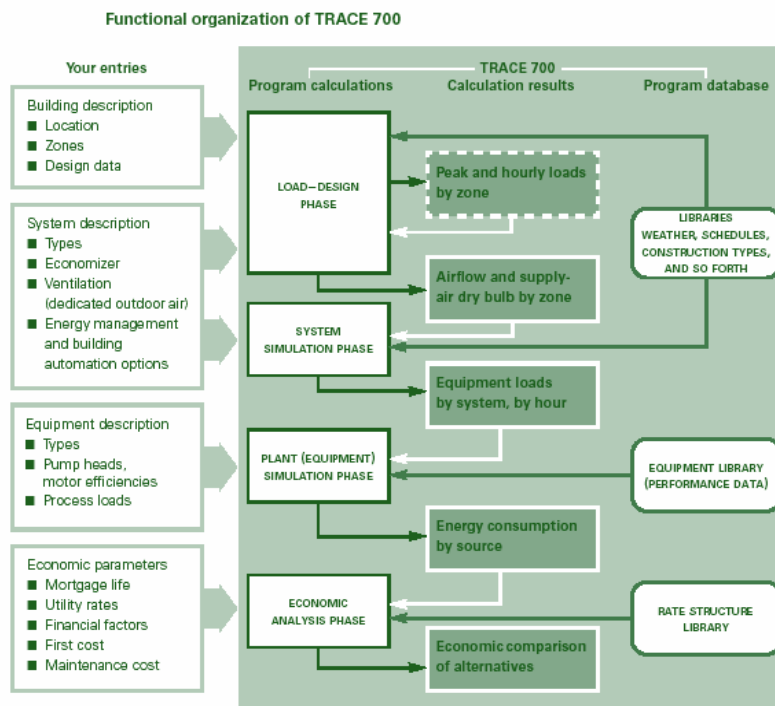 Functional organization of TRACE 700
Your entries
TRACE 700
Program calculations
Calculation results
Program database
Building description
■ Location
■ Zones
■ Design data
System description
■ Types
■ Economizer
■ Ventilation
(dedicated outdoor air)
■ Energy management
and building
automation options
Equipment description
■ Types
■ Pump heads,
motor efficiencies
■ Process loads
Economic parameters
■ Mortgage life
■ Utility rates
■ Financial factors
■ First cost
■ Maintenance cost
LOAD–DESIGN
PHASE
Peak and hourly loads
by zone
Airflow and supply-
air dry bulb by zone
SYSTEM
SIMULATION PHASE
Equipment loads
by system, by hour
PLANT (EQUIPMENT)
SIMULATION PHASE
Energy consumption
by source
ECONOMIC
ANALYSIS PHASE
Economic comparison
of alternatives
LIBRARIES
WEATHER, SCHEDULES,
CONSTRUCTION TYPES,
AND SO FORTH
EQUIPMENT LIBRARY
(PERFORMANCE DATA)
RATE STRUCTURE
LIBRARY